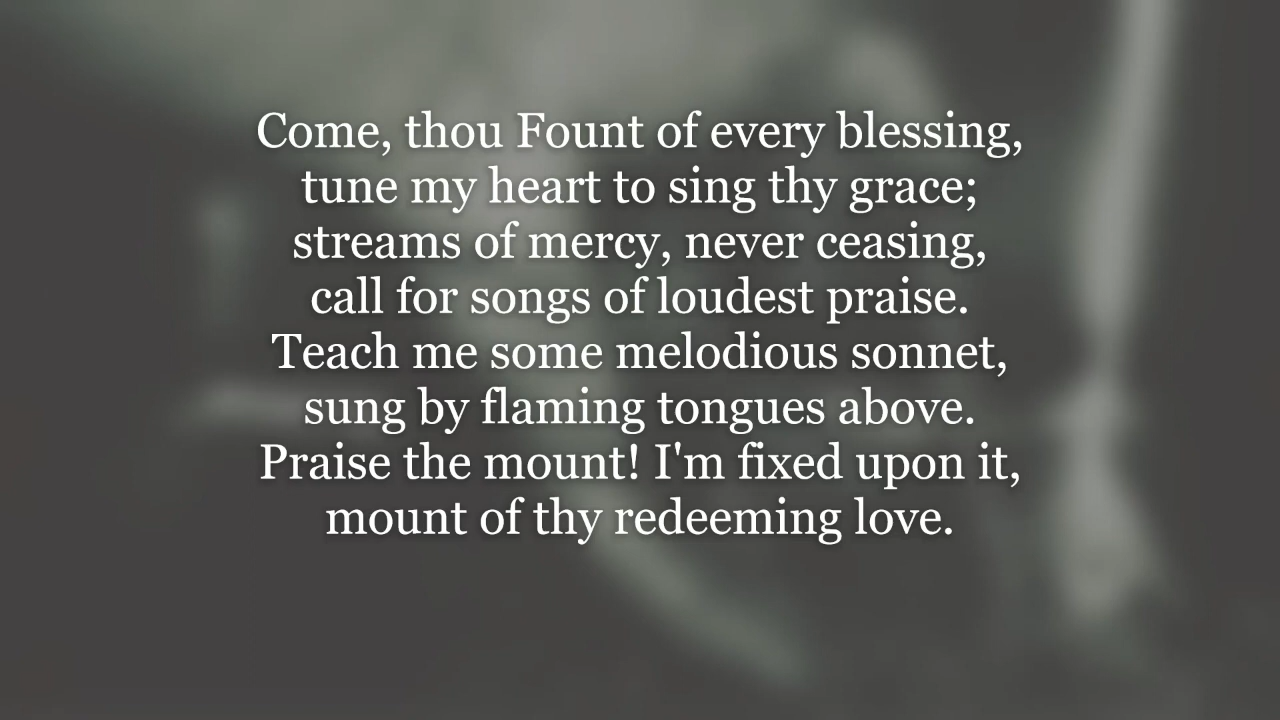 Come, thou Fount of every blessing,
tune my heart to sing thy grace;
streams of mercy, never ceasing,
call for songs of loudest praise.
Teach me some melodious sonnet,
sung by flaming tongues above.
Praise the mount! I'm fixed upon it,
mount of thy redeeming love.